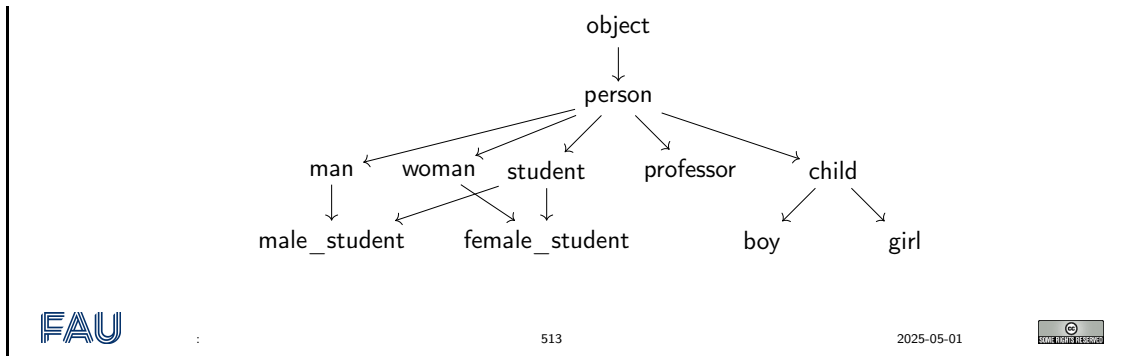 object
person
man woman student professor child
male_student female_student boy girl
FAU : 513 2025-05-01 SOME RIGHTS RESERVED